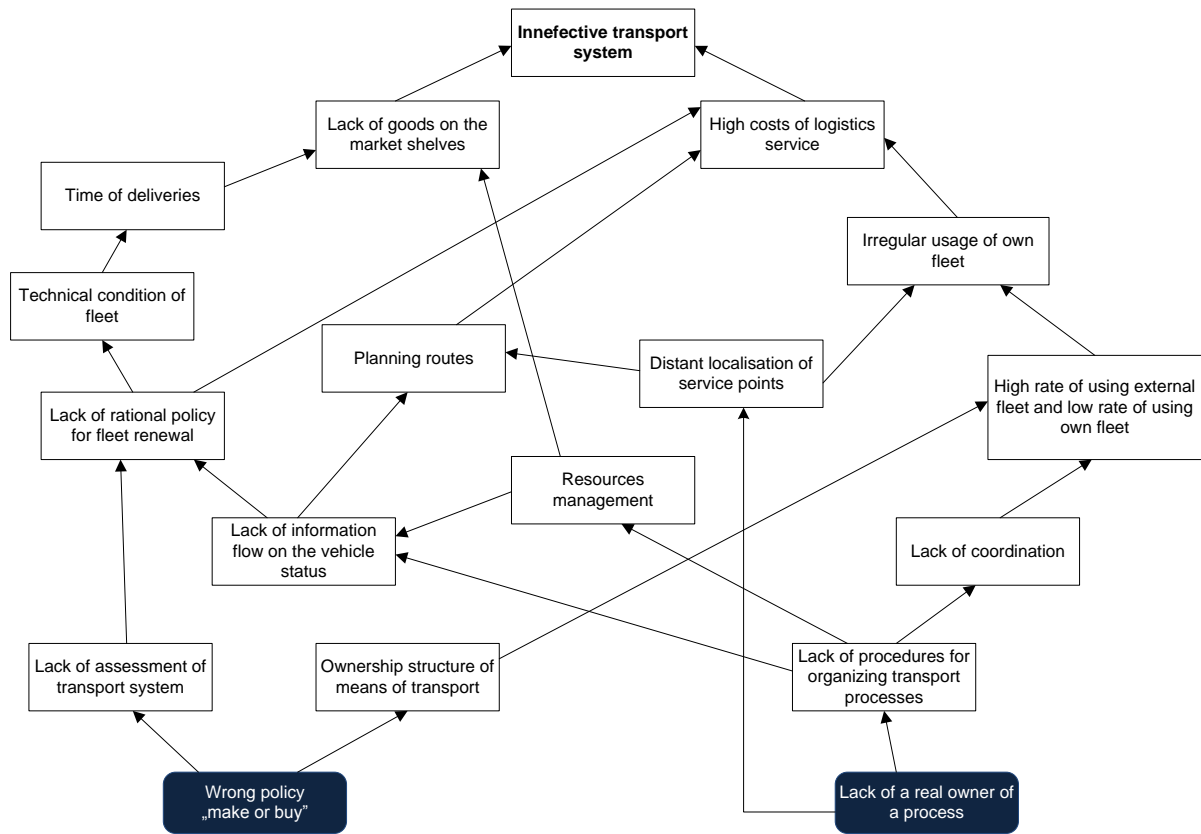 Innefective transport
system
Lack of goods on the
market shelves
High costs of logistics
service
Time of deliveries
Irregular usage of own
fleet
Technical condition of
fleet
Planning routes
Distant localisation of
service points
High rate of using external
fleet and low rate of using
own fleet
Lack of rational policy
for fleet renewal
Resources
management
Lack of information
flow on the vehicle
status
Lack of coordination
Lack of assessment of
transport system
Ownership structure of
means of transport
Lack of procedures for
organizing transport
processes
Wrong policy
„make or buy”
Lack of a real owner of
a process